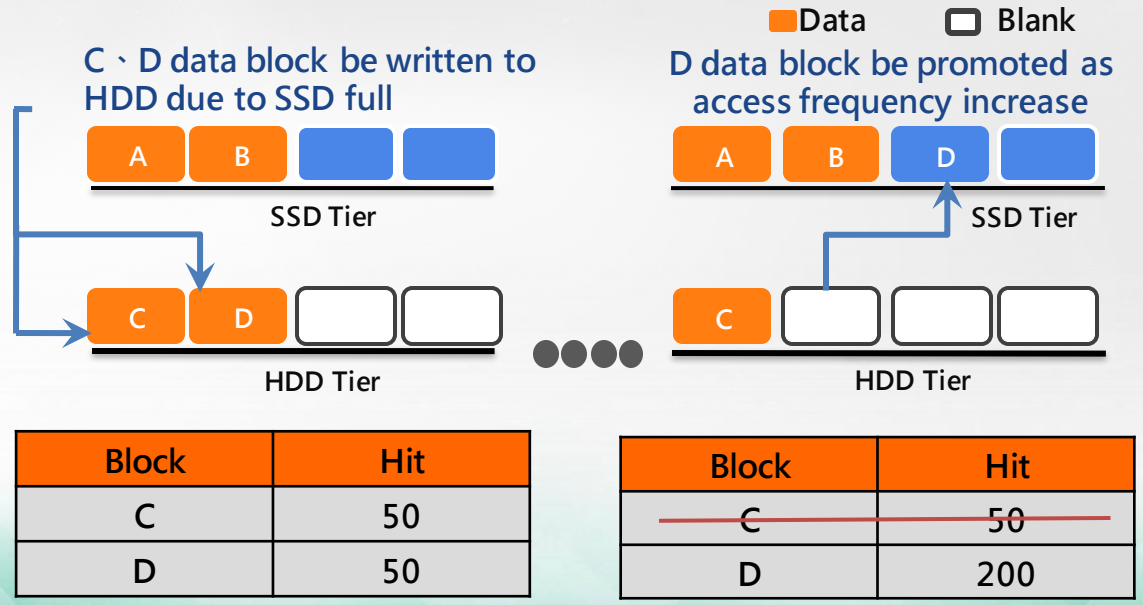 Data
Blank
C、D data block be written to
HDD due to SSD full
A
B
SSD Tier
C
D
HDD Tier
D data block be promoted as
access frequency increase
A
B
D
SSD Tier
C
HDD Tier
Block Hit
C 50
D 50
Block Hit
C 50
D 200